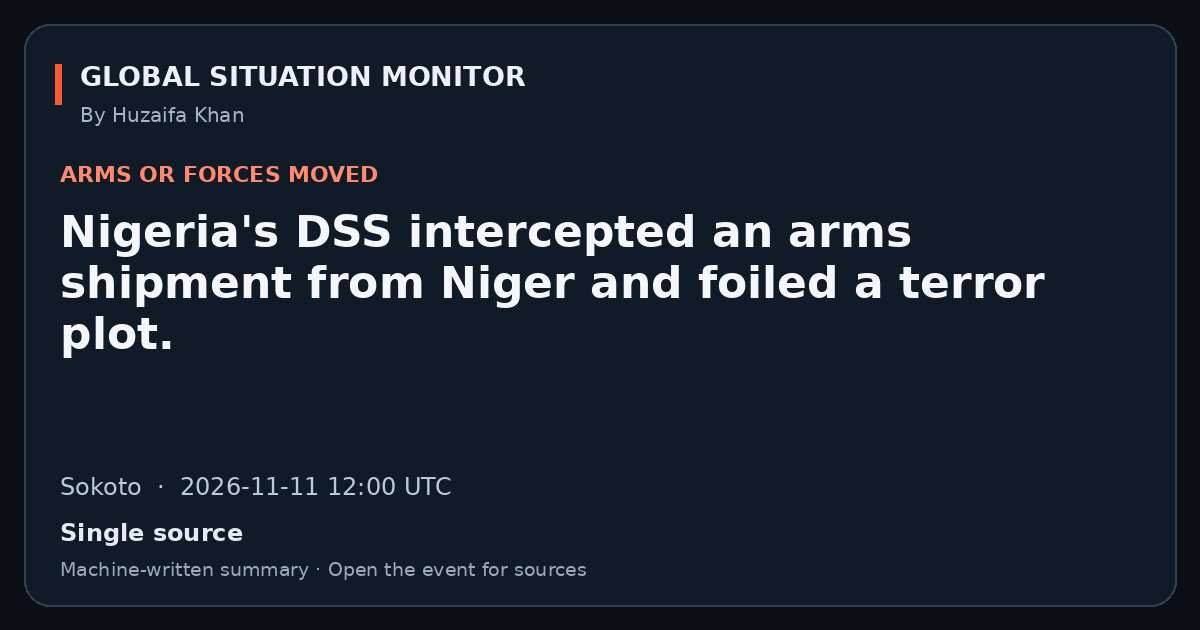 GLOBAL SITUATION MONITOR
By Huzaifa Khan
ARMS OR FORCES MOVED
Nigeria's DSS intercepted an arms
shipment from Niger and foiled a terror
plot.
Sokoto · 2026-11-11 12:00 UTC
Single source
Machine-written summary · Open the event for sources